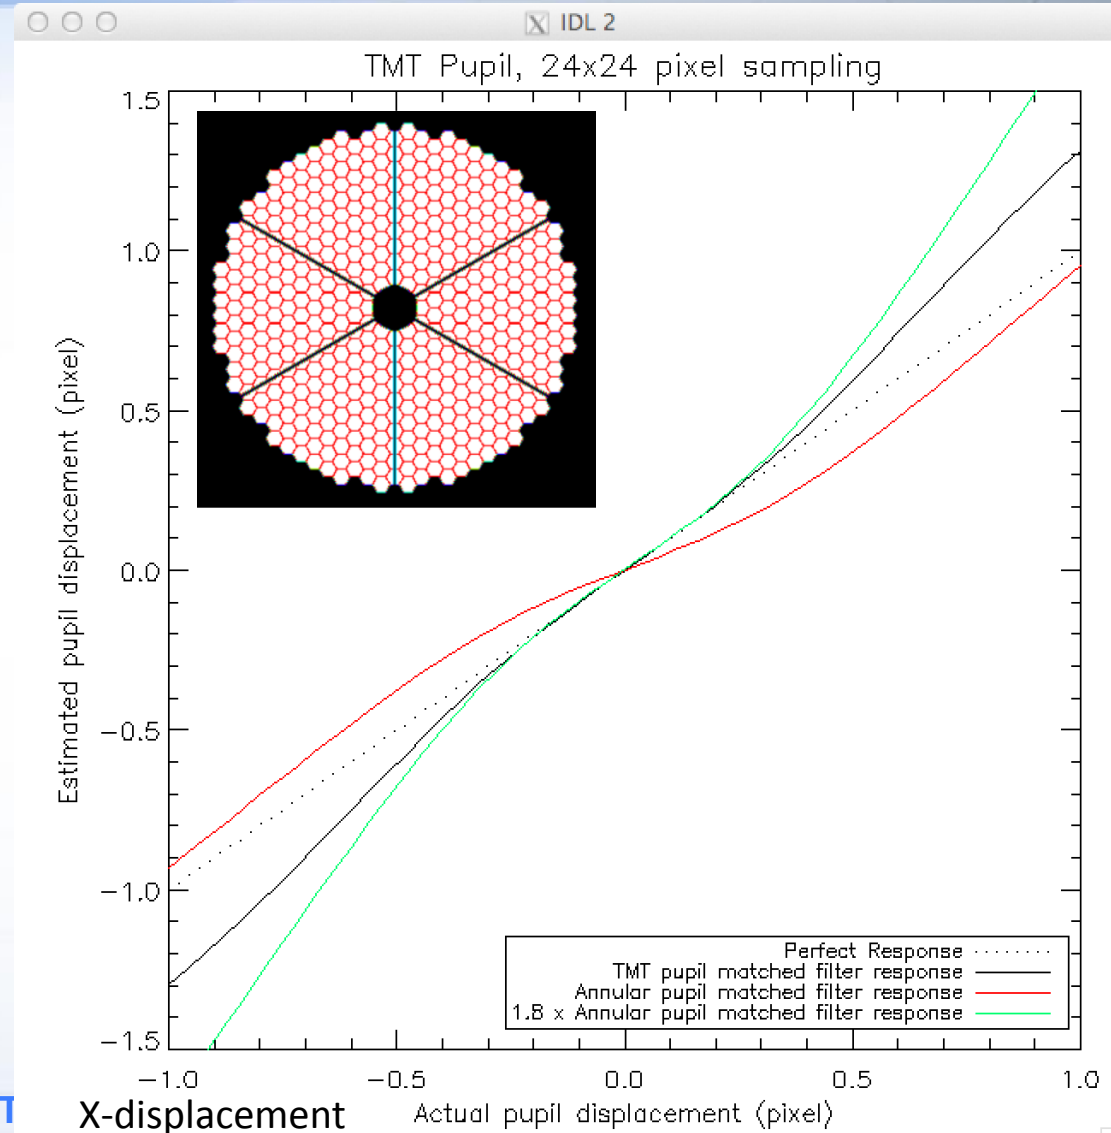 IDL 2
TMT Pupil, 24x24 pixel sampling
1.5
1.0
0.5
0.0
−0.5
−1.0
−1.5
Estimated pupil displacement (pixel)
Perfect Response
TMT pupil matched filter response
Annular pupil matched filter response
1.8 x Annular pupil matched filter response
−1.0 −0.5 0.0 0.5 1.0
T
X-displacement
Actual pupil displacement (pixel)